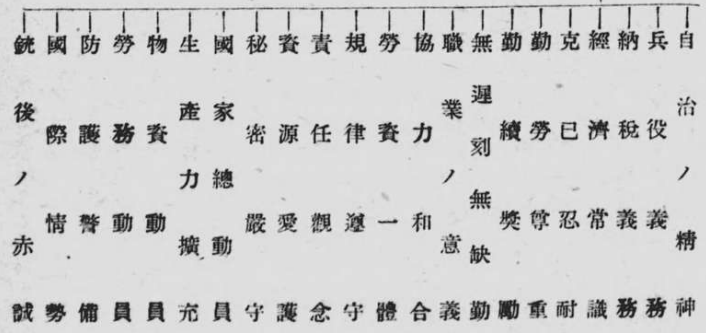 自治ノ精神
兵役義務
納税義務
經濟常識
克己忍耐
勤勞尊重
勤續奬勵
無遲刻無缺勤
職業ノ意義
協力和合
勞資一體
規律遵守
責任觀念
資源愛護
秘密嚴守
國家總動員
生產力擴充
物資動員
勞務動員
防護警備
國際情勢
銃後ノ赤誠